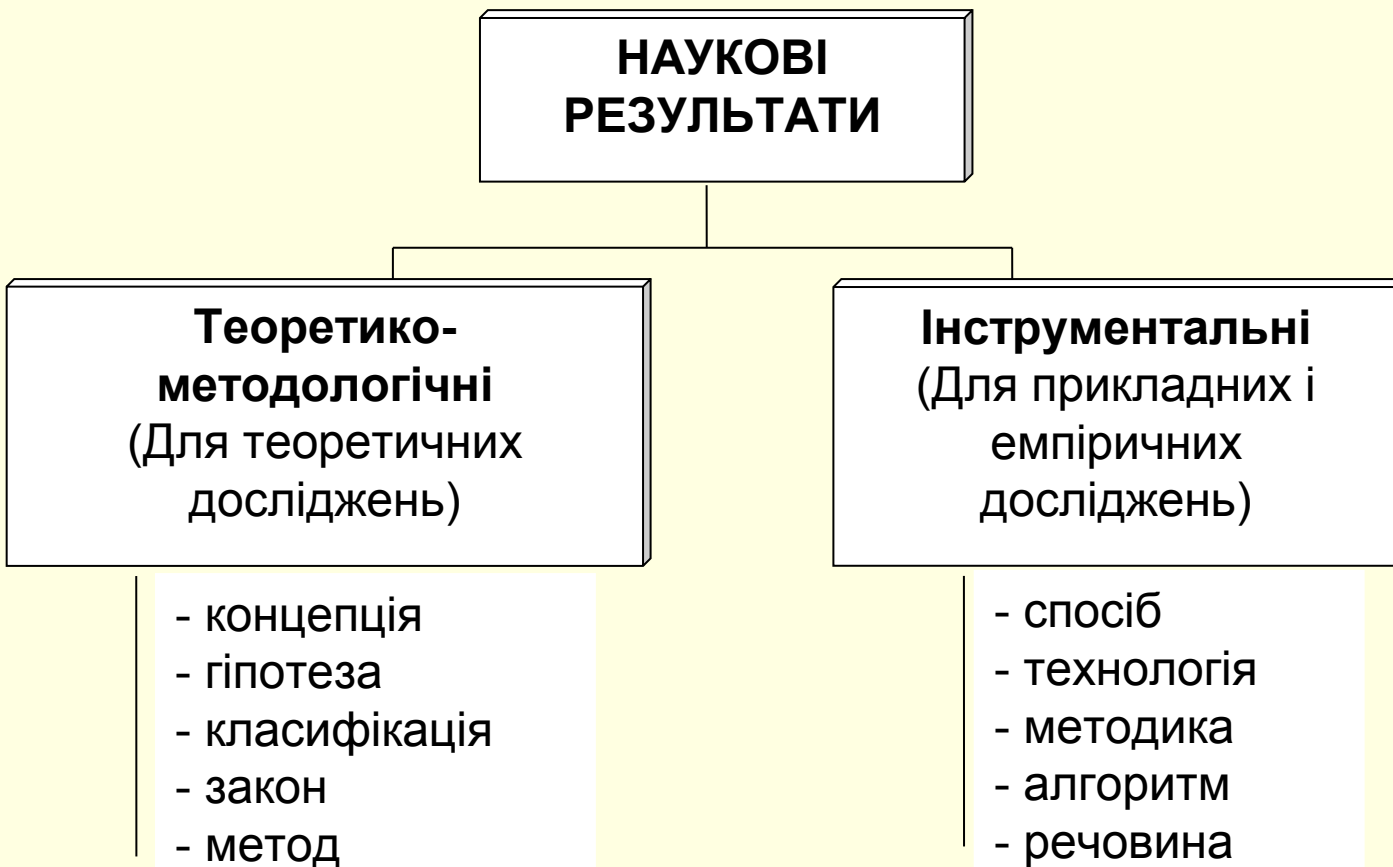 НАУКОВІ
РЕЗУЛЬТАТИ
Теоретико-
методологічні
(Для теоретичних
досліджень)
- концепція
- гіпотеза
- класифікація
- закон
- метод
Інструментальні
(Для прикладних і
емпіричних
досліджень)
- спосіб
- технологія
- методика
- алгоритм
- речовина